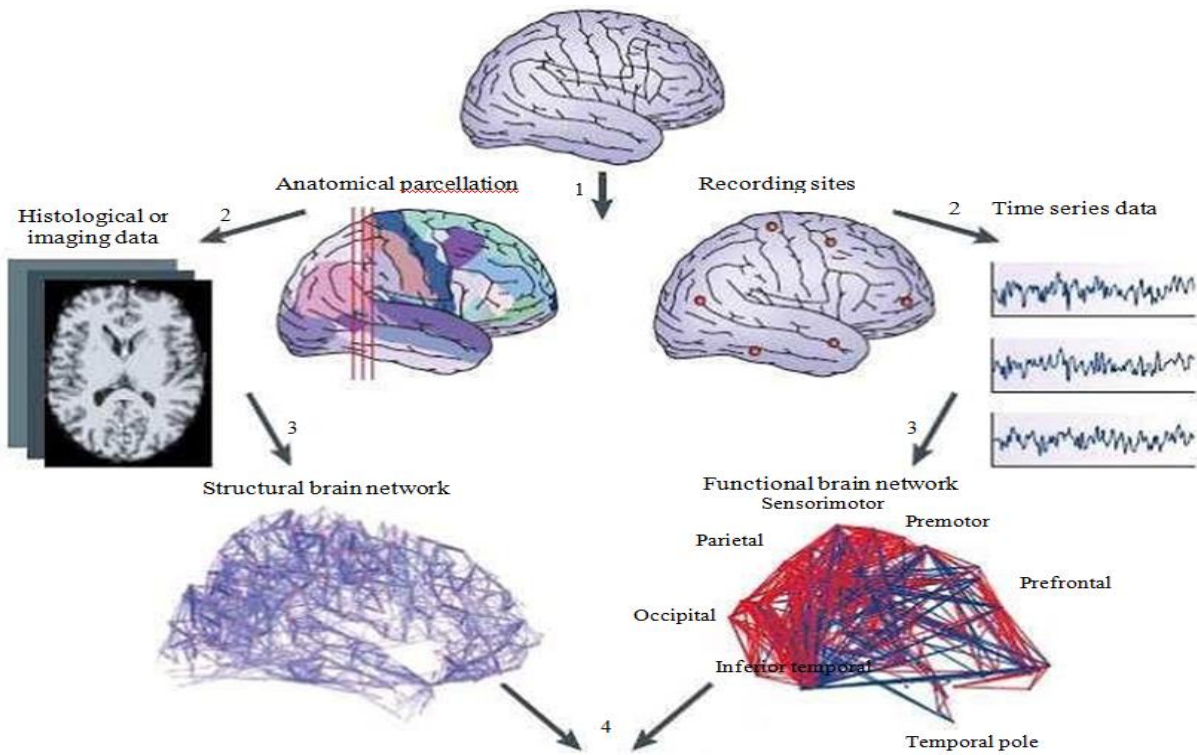 Anatomical parcellation
1
Recording sites
Histological or
imaging data
2
2
Time series data
3
3
Structural brain network
Functional brain network
Sensorimotor
Premotor
Parietal
Prefrontal
Occipital
Inferior temporal
4
Temporal pole